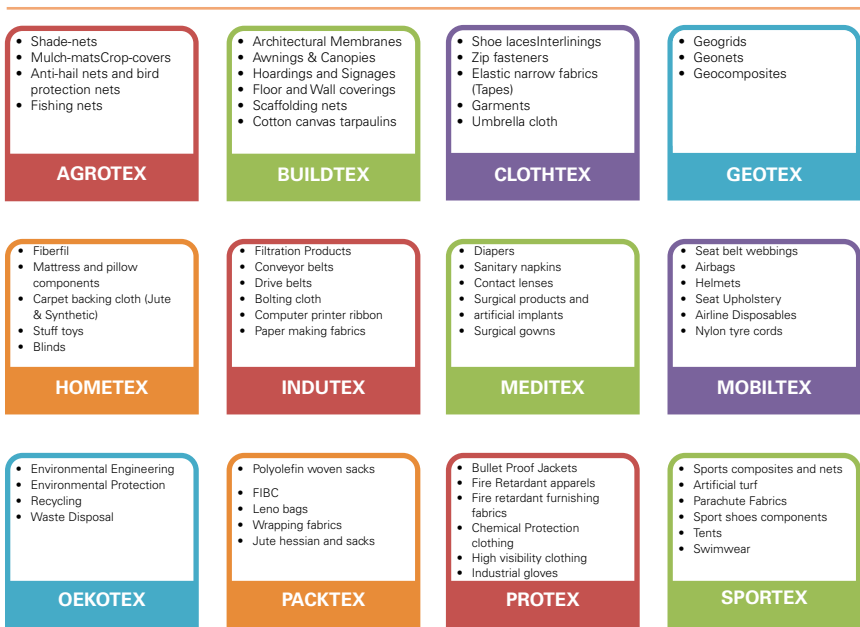 • Shade-nets
• Mulch-matsCrop-covers
• Anti-hail nets and bird
protection nets
• Fishing nets
AGROTEX
• Architectural Membranes
• Awnings & Canopies
• Hoardings and Signages
• Floor and Wall coverings
• Scaffolding nets
• Cotton canvas tarpaulins
BUILDTEX
• Shoe lacesInterlinings
• Zip fasteners
• Elastic narrow fabrics
(Tapes)
• Garments
• Umbrella cloth
CLOTHTEX
• Geogrids
• Geonets
• Geocomposites
GEOTEX
• Fiberfil
• Mattress and pillow
components
• Carpet backing cloth (Jute
& Synthetic)
• Stuff toys
• Blinds
HOMETEX
• Filtration Products
• Conveyor belts
• Drive belts
• Bolting cloth
• Computer printer ribbon
• Paper making fabrics
INDUTEX
• Diapers
• Sanitary napkins
• Contact lenses
• Surgical products and
• artificial implants
• Surgical gowns
MEDITEX
• Seat belt webbings
• Airbags
• Helmets
• Seat Upholstery
• Airline Disposables
• Nylon tyre cords
MOBILTEX
• Environmental Engineering
• Environmental Protection
• Recycling
• Waste Disposal
OEKOTEX
• Polyolefin woven sacks
• FIBC
• Leno bags
• Wrapping fabrics
• Jute hessian and sacks
PACKTEX
• Bullet Proof Jackets
• Fire Retardant apparels
• Fire retardant furnishing
fabrics
• Chemical Protection
clothing
• High visibility clothing
• Industrial gloves
PROTEX
• Sports composites and nets
• Artificial turf
• Parachute Fabrics
• Sport shoes components
• Tents
• Swimwear
SPORTEX